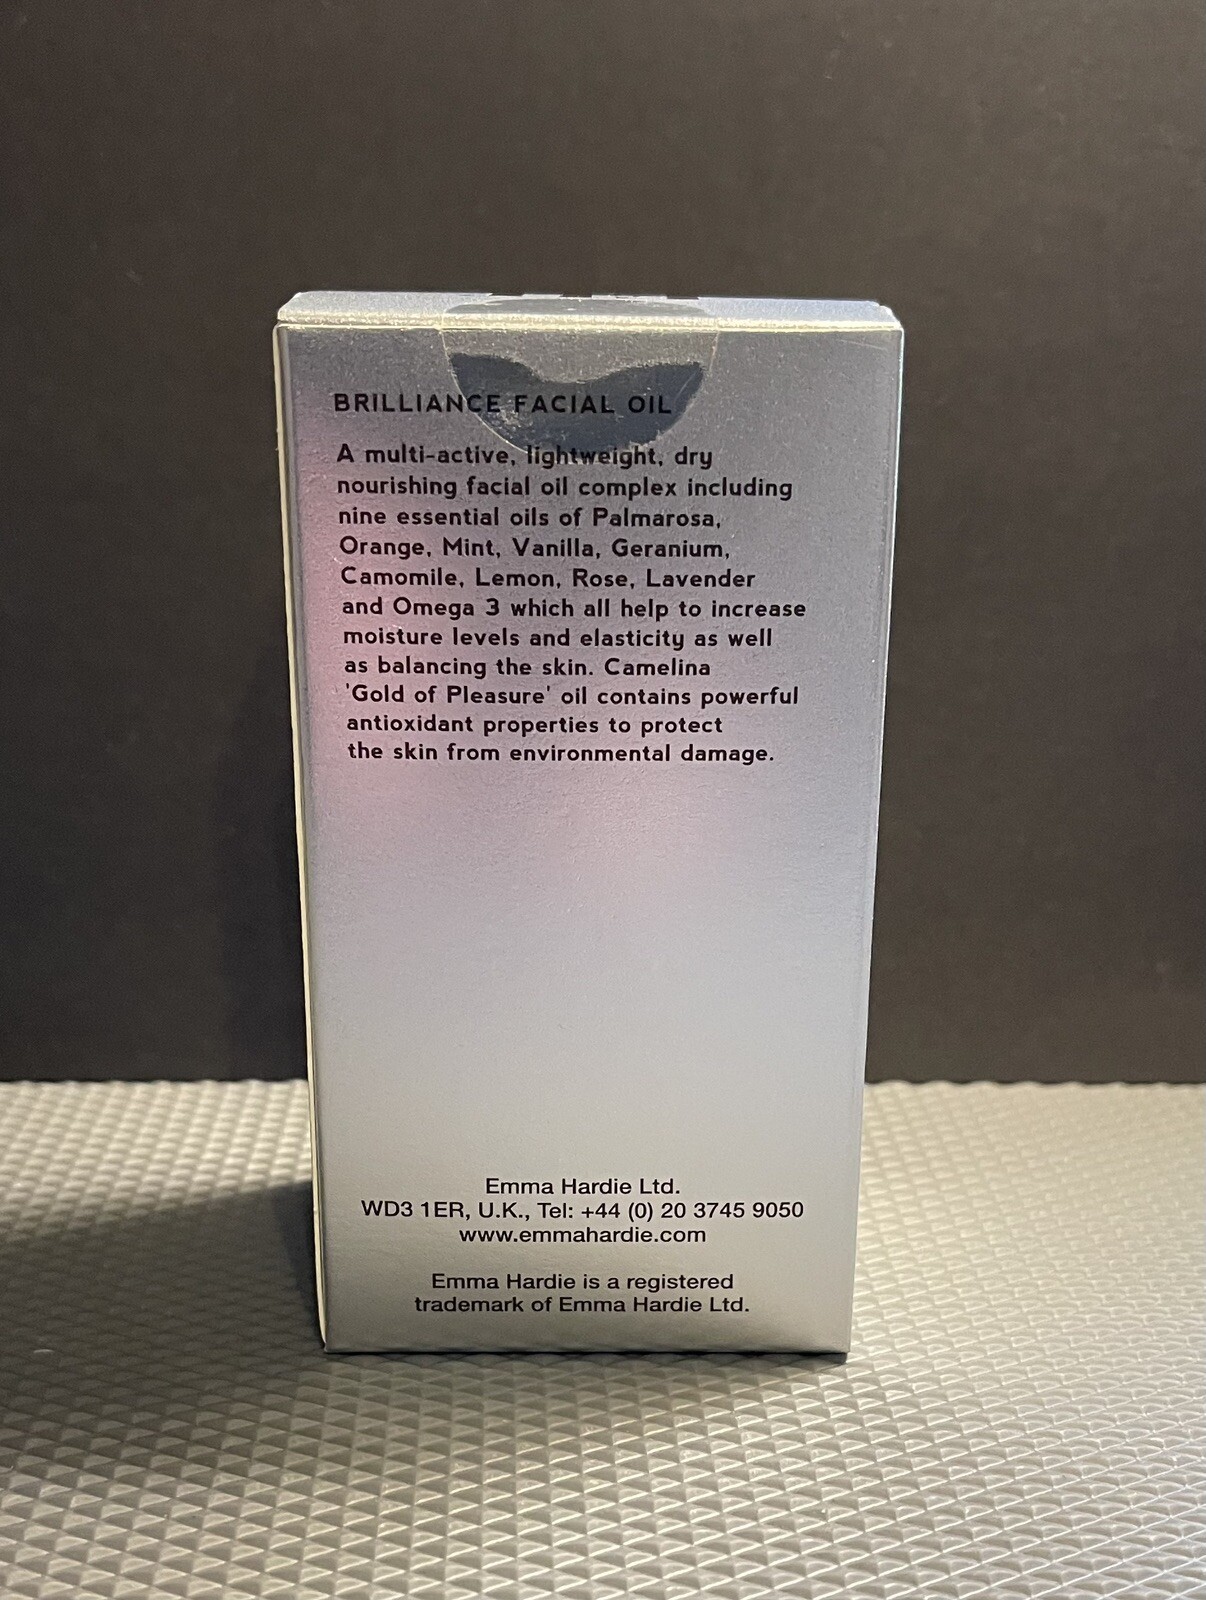 BRILLIANCE FACIAL OIL
A multi-active, lightweight, dry
nourishing facial oil complex including
nine essential oils of Palmarosa,
Orange, Mint, Vanilla, Geranium,
Camomile, Lemon, Rose, Lavender
and Omega 3 which all help to increase
moisture levels and elasticity as well
as balancing the skin. Camelina
'Gold of Pleasure' oil contains powerful
antioxidant properties to protect
the skin from environmental damage.
Emma Hardie Ltd.
WD3 1ER, U.K., Tel: +44 (0) 20 3745 9050
www.emmahardie.com
Emma Hardie is a registered
trademark of Emma Hardie Ltd.